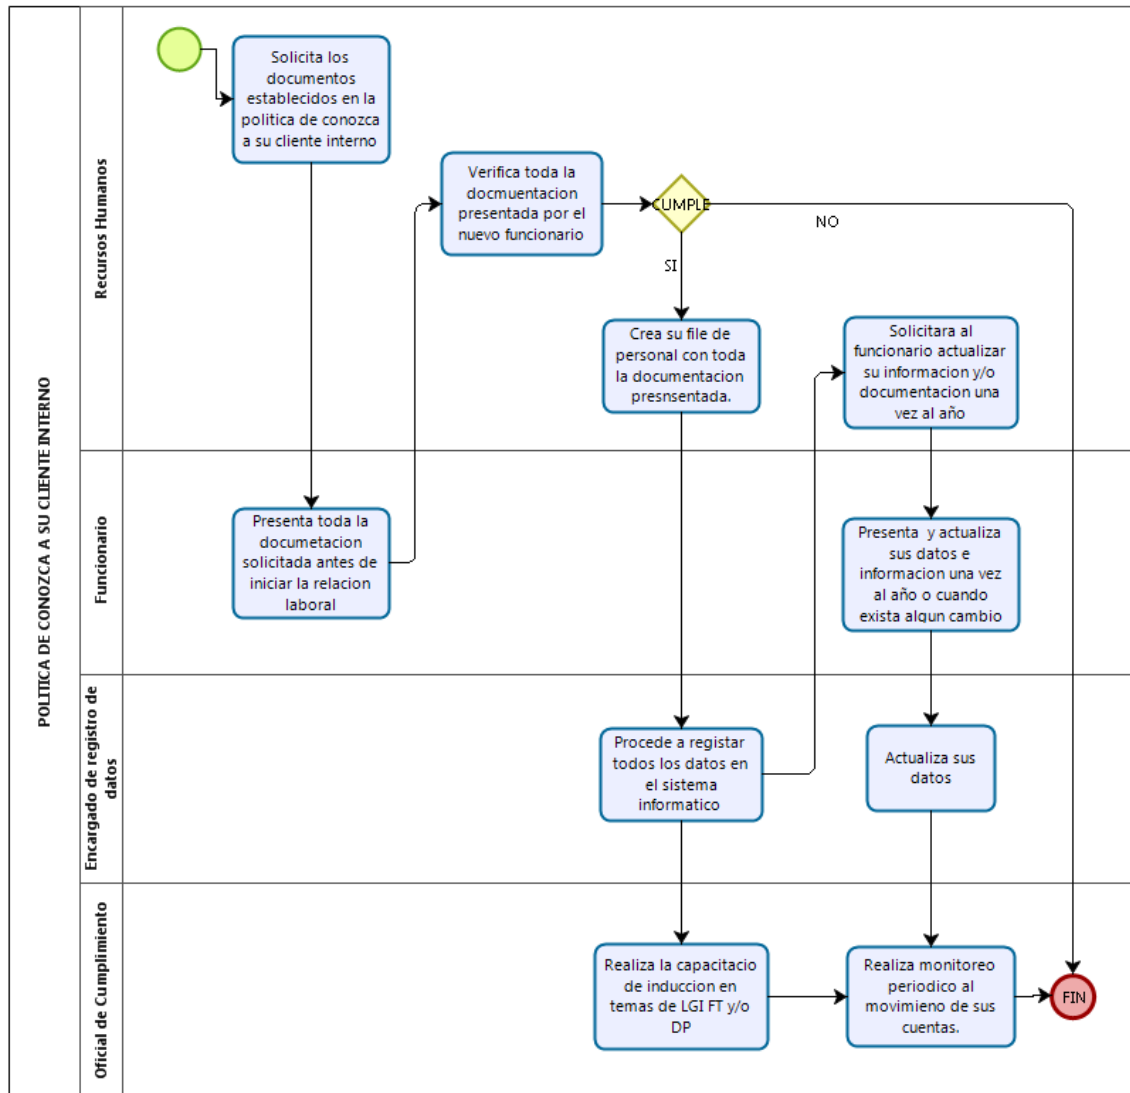 POLITICA DE CONOZCA A SU CLIENTE INTERNO
Recursos Humanos
Solicita los
documentos
establecidos en la
politica de conozca
a su cliente interno
Verifica toda la
docmuentacion
presentada por el
nuevo funcionario
CUMPLE
NO
SI
Crea su file de
personal con toda
la documentacion
presnsentada.
Solicitara al
funcionario actualizar
su informacion y/o
documentacion una
vez al año
Funcionario
Presenta toda la
documetacion
solicitada antes de
iniciar la relacion
laboral
Presenta y actualiza
sus datos e
informacion una vez
al año o cuando
exista algun cambio
Encargado de registro de
datos
Procede a registar
todos los datos en
el sistema
informatico
Actualiza sus
datos
Oficial de Cumplimiento
Realiza la capacitacio
de induccion en
temas de LGI FT y/o
DP
Realiza monitoreo
periodico al
movimieno de sus
cuentas.
FIN